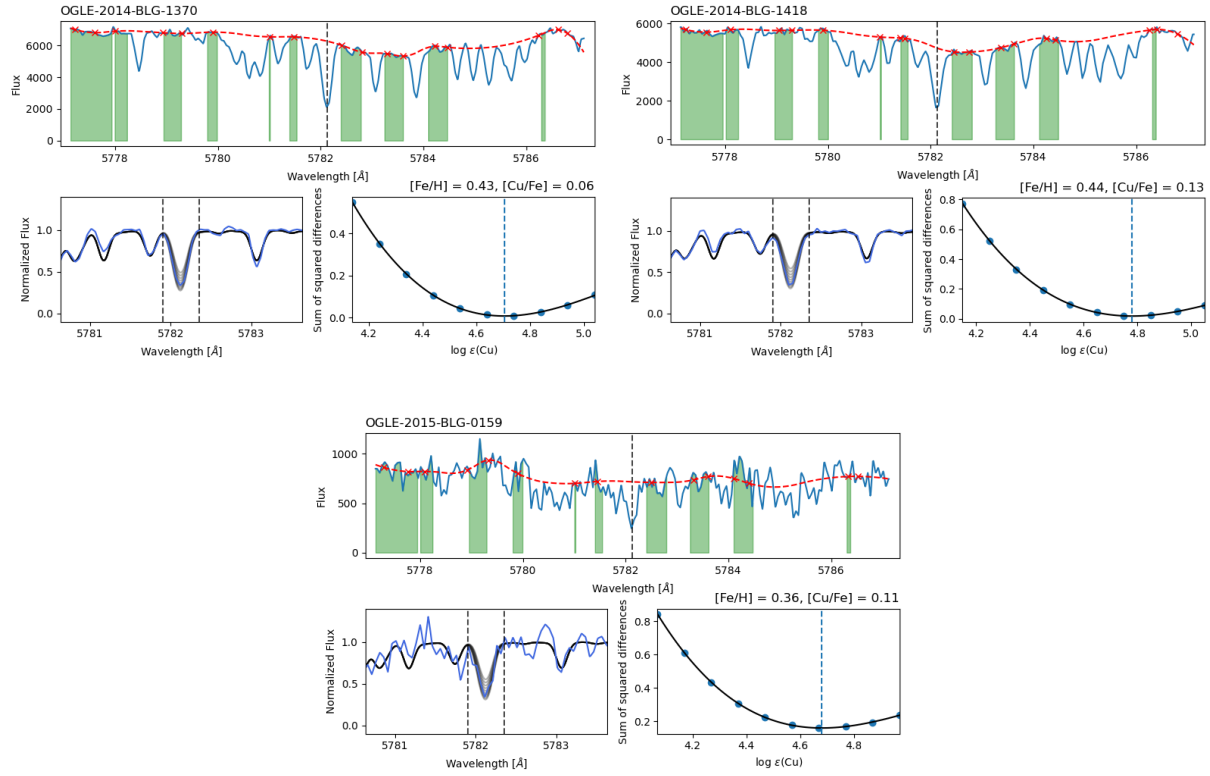 OGLE-2014-BLG-1370
Flux
6000
4000
2000
0
5778
5780
5782
5784
5786
Wavelength [Å]
Normalized Flux
1.0
0.5
0.0
5781
5782
5783
Wavelength [Å]
[Fe/H] = 0.43, [Cu/Fe] = 0.06
Sum of squared differences
0.4
0.2
0.0
4.2
4.4
4.6
4.8
5.0
log ε(Cu)
OGLE-2014-BLG-1418
Flux
6000
4000
2000
0
5778
5780
5782
5784
5786
Wavelength [Å]
Normalized Flux
1.0
0.5
0.0
5781
5782
5783
Wavelength [Å]
[Fe/H] = 0.44, [Cu/Fe] = 0.13
Sum of squared differences
0.8
0.6
0.4
0.2
0.0
4.2
4.4
4.6
4.8
5.0
log ε(Cu)
OGLE-2015-BLG-0159
Flux
1000
500
0
5778
5780
5782
5784
5786
Wavelength [Å]
Normalized Flux
1.0
0.5
0.0
5781
5782
5783
Wavelength [Å]
[Fe/H] = 0.36, [Cu/Fe] = 0.11
Sum of squared differences
0.8
0.6
0.4
0.2
4.2
4.4
4.6
4.8
log ε(Cu)